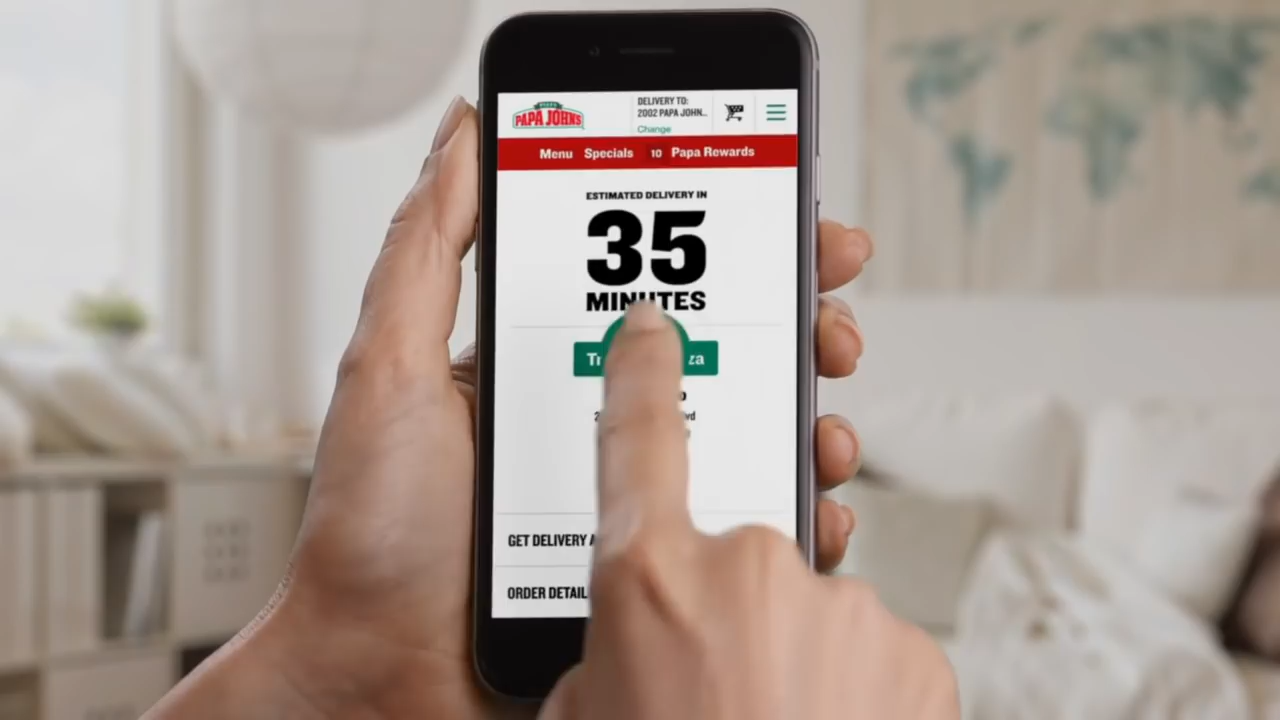 PIZZA
PAPA JOHNS
DELIVERY TO:
2002 PAPA JOHN...
Change
Menu Specials 10 Papa Rewards
ESTIMATED DELIVERY IN
35
MINUTES
GET DELIVERY
ORDER DETAIL